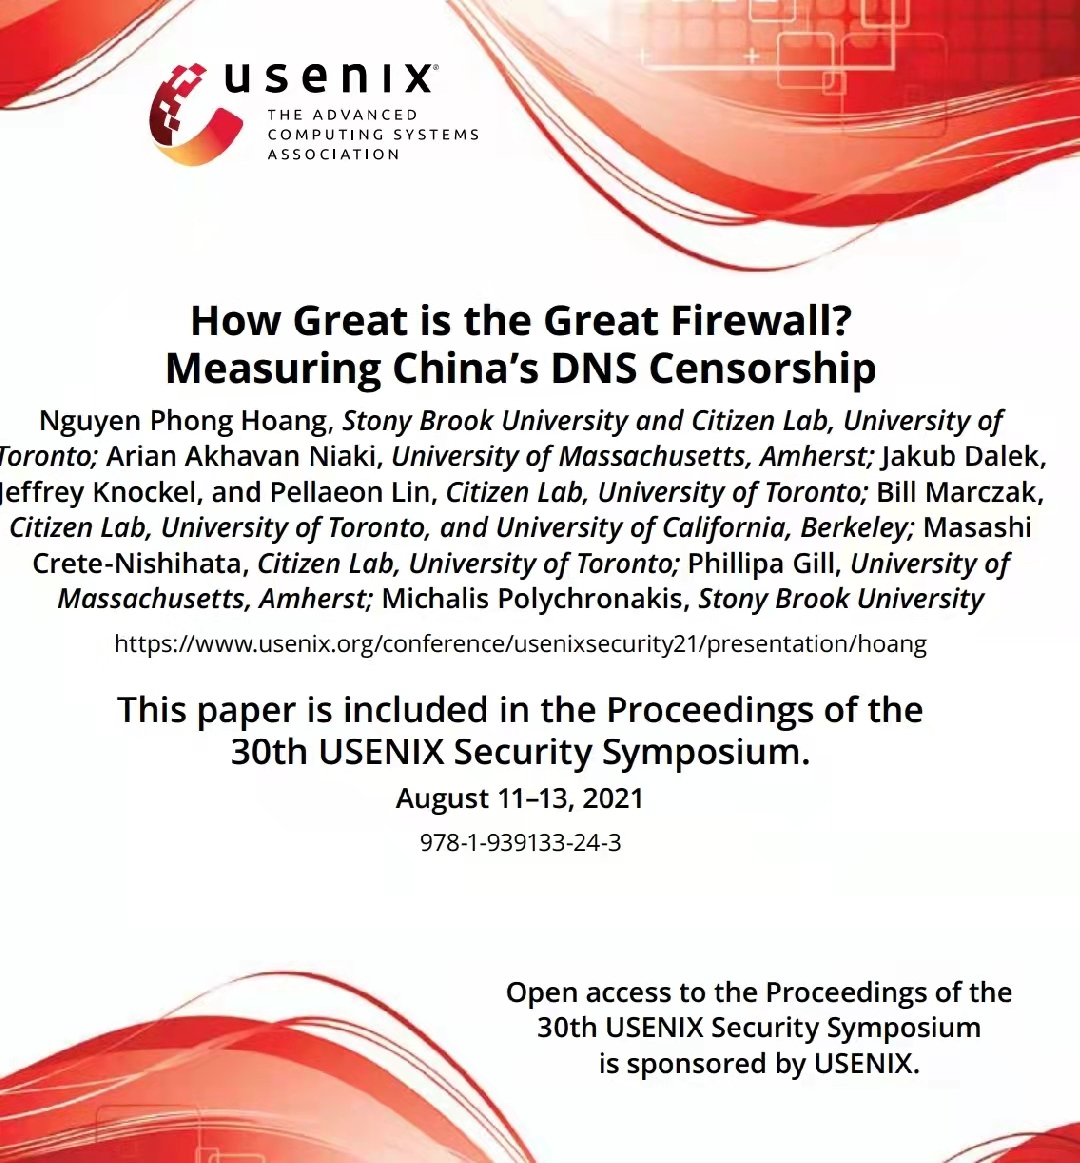 usenix®
THE ADVANCED
COMPUTING SYSTEMS
ASSOCIATION
How Great is the Great Firewall?
Measuring China's DNS Censorship
Nguyen Phong Hoang, Stony Brook University and Citizen Lab, University of
Toronto; Arian Akhavan Niaki, University of Massachusetts, Amherst; Jakub Dalek,
Jeffrey Knockel, and Pellaeon Lin, Citizen Lab, University of Toronto; Bill Marczak,
Citizen Lab, University of Toronto, and University of California, Berkeley; Masashi
Crete-Nishihata, Citizen Lab, University of Toronto; Phillipa Gill, University of
Massachusetts, Amherst; Michalis Polychronakis, Stony Brook University
https://www.usenix.org/conference/usenixsecurity21/presentation/hoang
This paper is included in the Proceedings of the
30th USENIX Security Symposium.
August 11–13, 2021
978-1-939133-24-3
Open access to the Proceedings of the
30th USENIX Security Symposium
is sponsored by USENIX.